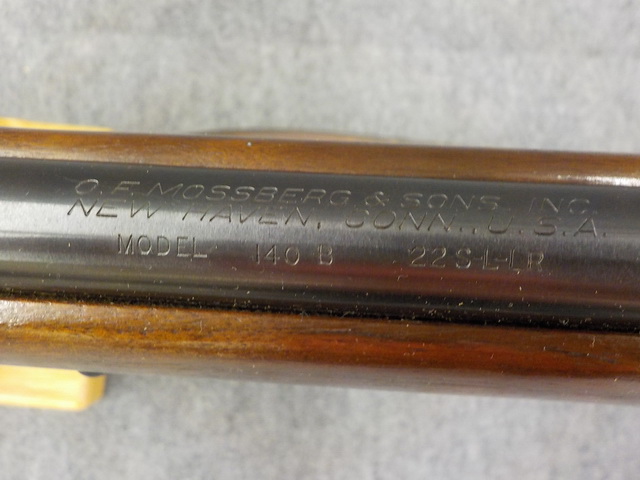 O.F. MOSSBERG & SONS, INC.
NEW HAVEN, CONN., U.S.A.
MODEL 140 B 22 S-L-LR